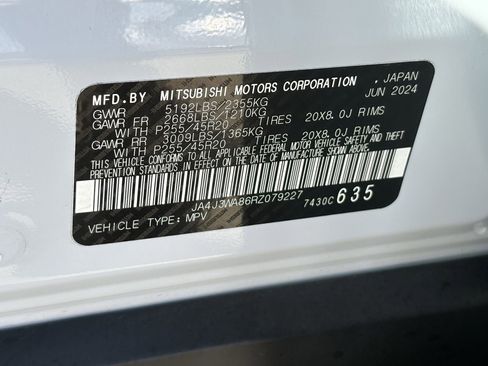 MFD.BY MITSUBISHI MOTORS CORPORATION , JAPAN
GVWR 5192LBS/2355KG JUN 2024
GAWR FR 2668LBS/1210KG
WITH P255/45R20 TIRES 20X8.0J RIMS
GAWR RR 3009LBS/1365KG
WITH P255/45R20 TIRES 20X8.0J RIMS
THIS VEHICLE CONFORMS TO ALL APPLICABLE FEDERAL MOTOR VEHICLE SAFETY AND THEFT
PREVENTION STANDARDS IN EFFECT ON THE DATE OF MANUFACTURE SHOWN ABOVE.
JA4J3WA86RZ079227 7430C 635
VEHICLE TYPE: MPV